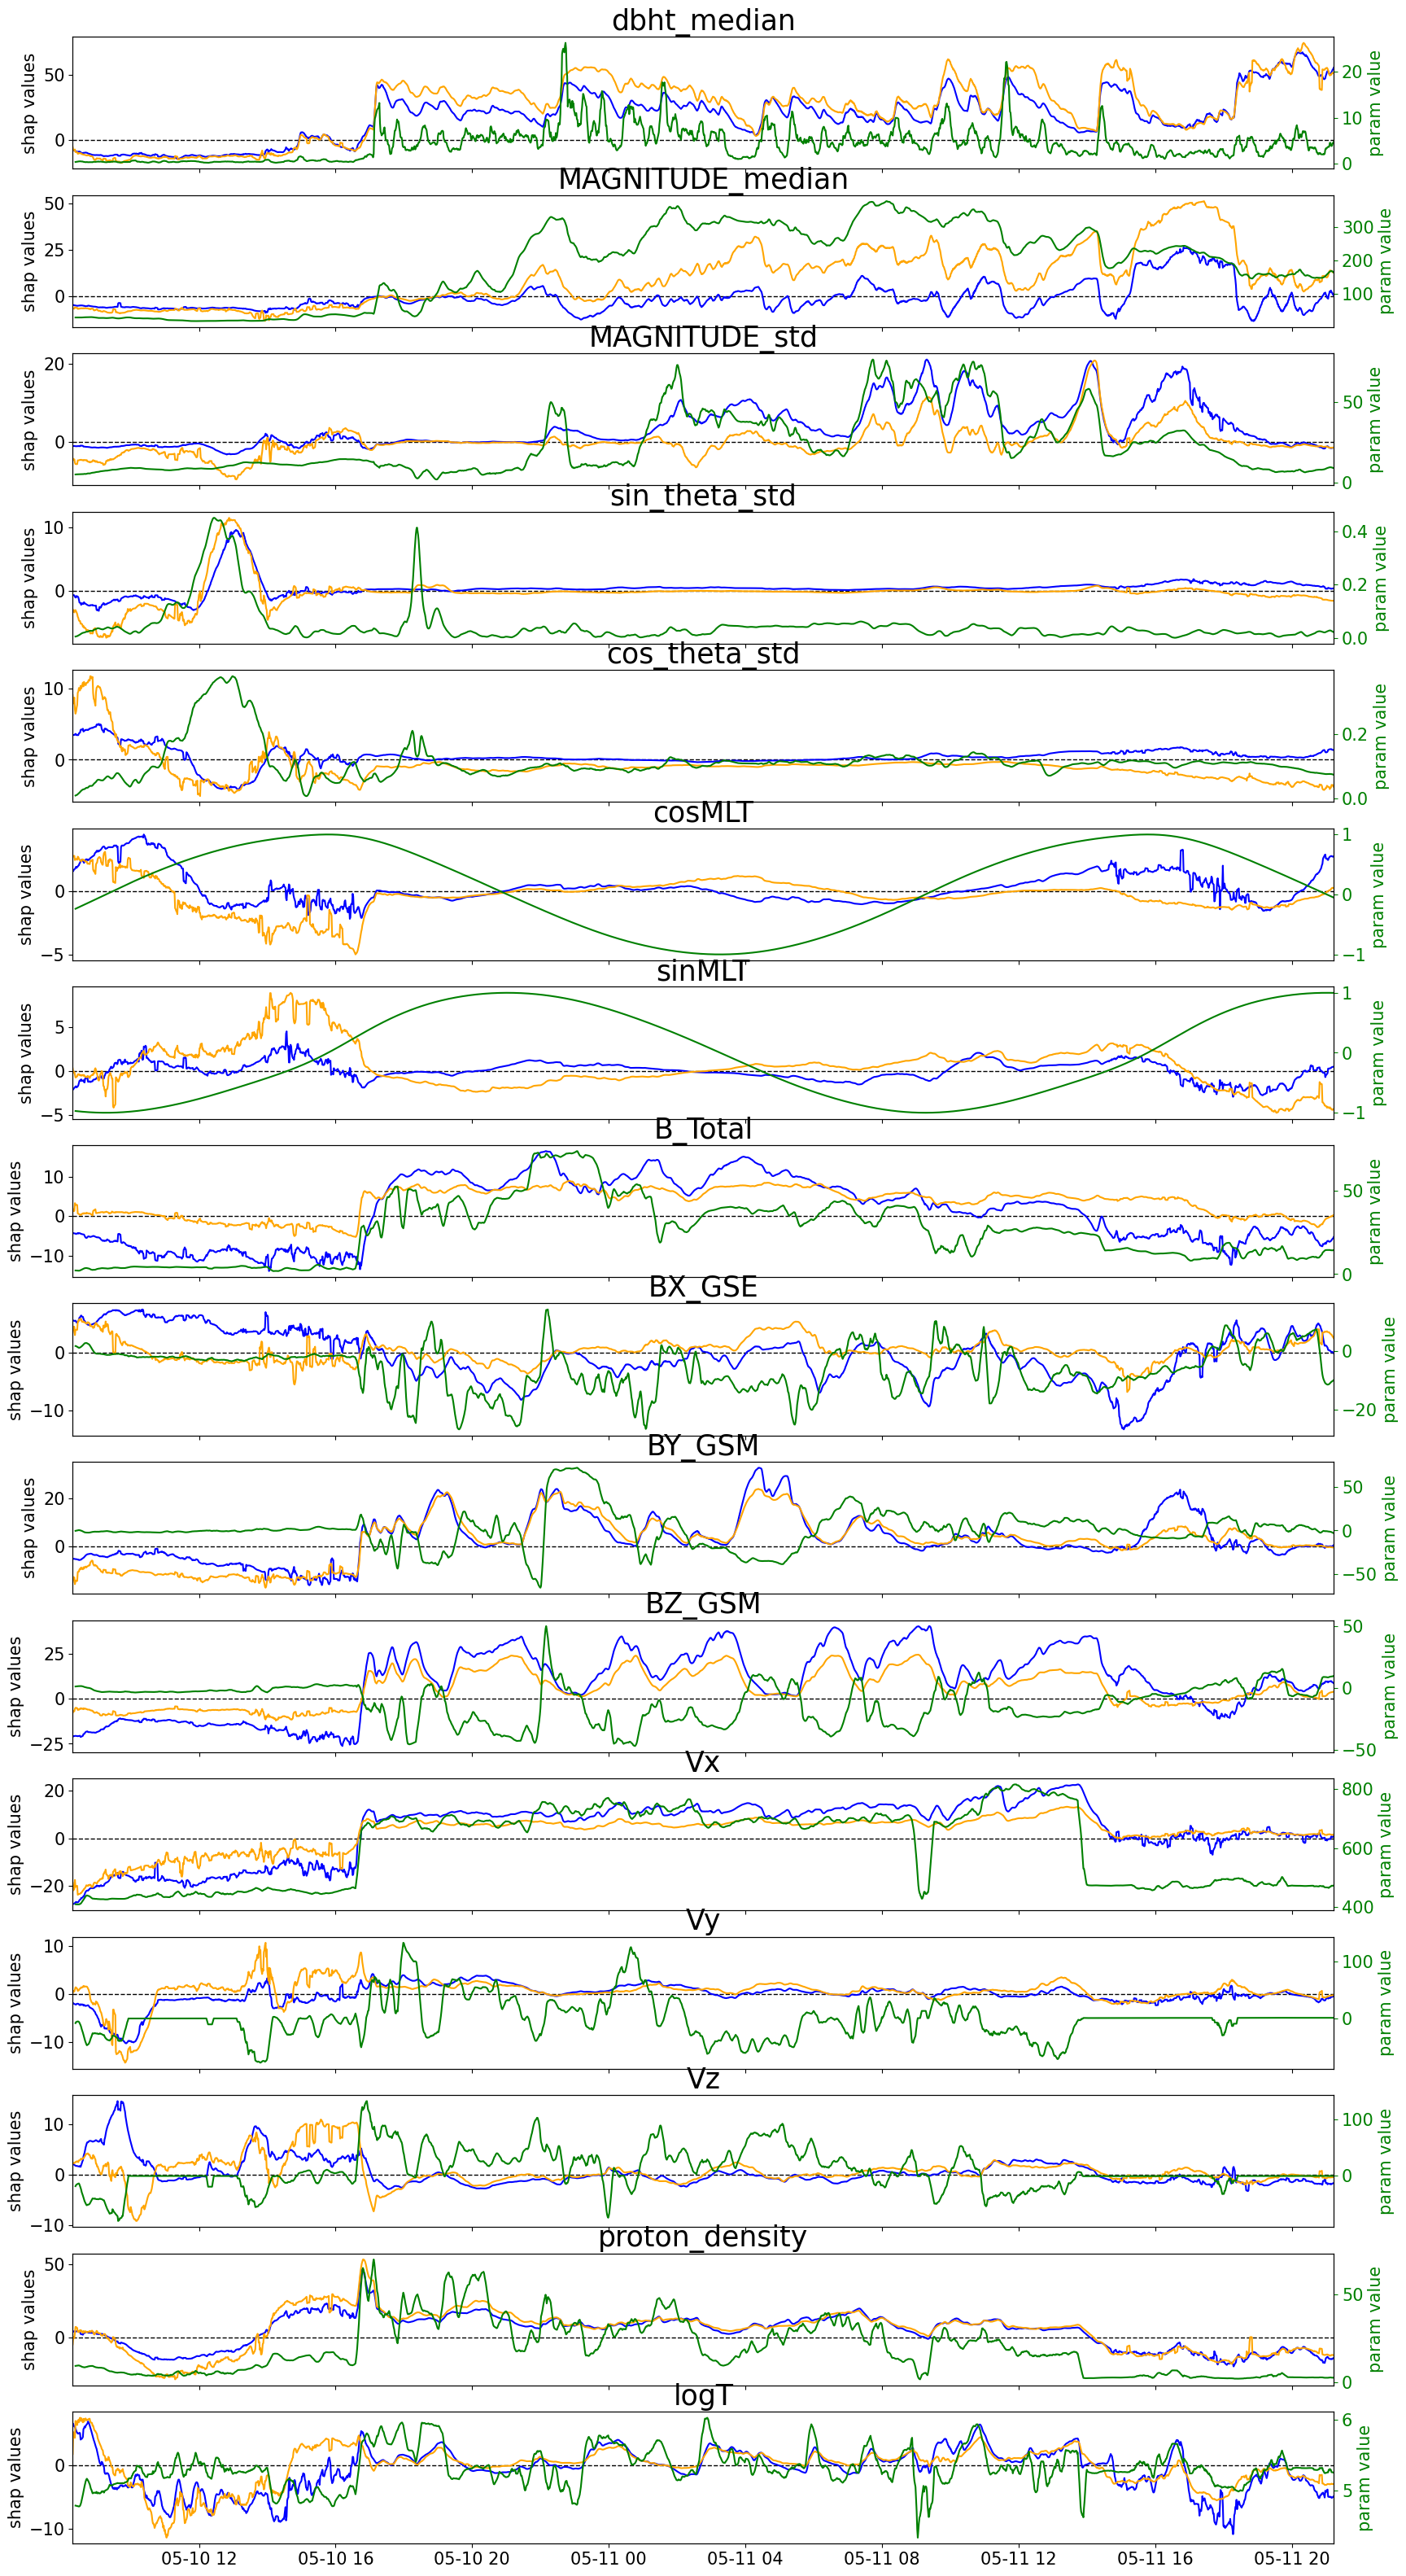 dbht_median
shap values
50
0
20
10
0
param value
MAGNITUDE_median
shap values
50
25
0
300
200
100
param value
MAGNITUDE_std
shap values
20
0
50
0
param value
sin_theta_std
shap values
10
0
0.4
0.2
0.0
param value
cos_theta_std
shap values
10
0
0.2
0.0
param value
cosMLT
shap values
0
−5
1
0
−1
param value
sinMLT
shap values
5
0
−5
1
0
−1
param value
B_Total
shap values
10
0
−10
50
0
param value
BX_GSE
shap values
0
−10
0
−20
param value
BY_GSM
shap values
20
0
50
0
−50
param value
BZ_GSM
shap values
25
0
−25
50
0
−50
param value
Vx
shap values
20
0
−20
800
600
400
param value
Vy
shap values
10
0
−10
100
0
param value
Vz
shap values
10
0
−10
100
0
param value
proton_density
shap values
50
0
50
0
param value
logT
shap values
0
−10
6
5
param value
05-10 12 05-10 16 05-10 20 05-11 00 05-11 04 05-11 08 05-11 12 05-11 16 05-11 20